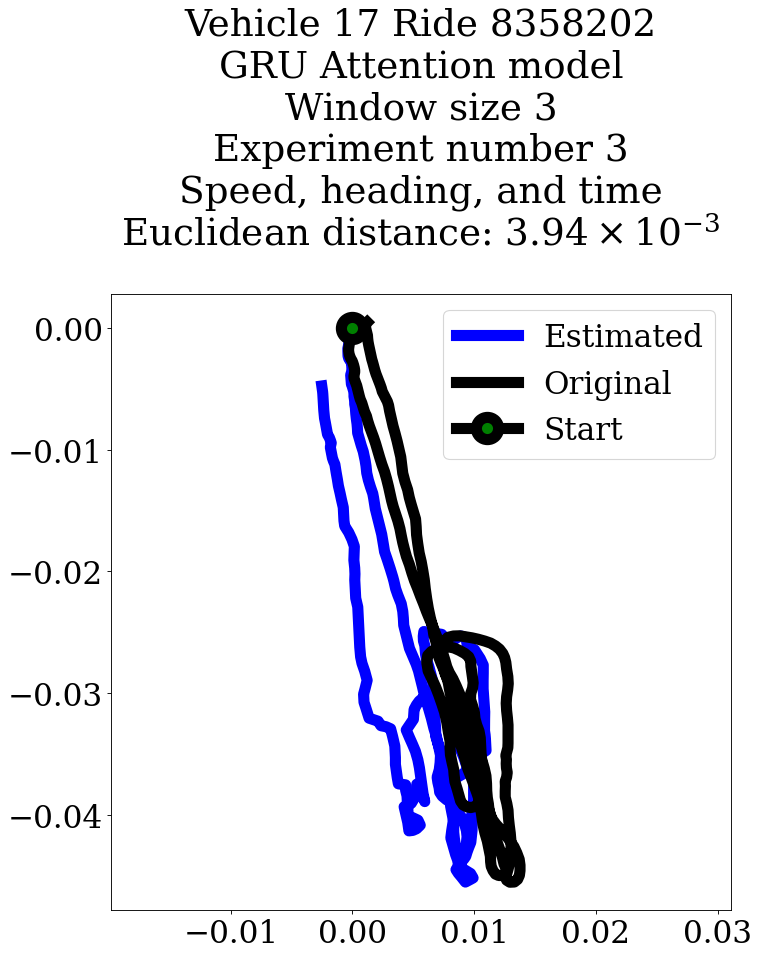 Vehicle 17 Ride 8358202
GRU Attention model
Window size 3
Experiment number 3
Speed, heading, and time
Euclidean distance: 3.94 × 10⁻³
Estimated
Original
Start
0.00
−0.01
−0.02
−0.03
−0.04
−0.01 0.00 0.01 0.02 0.03